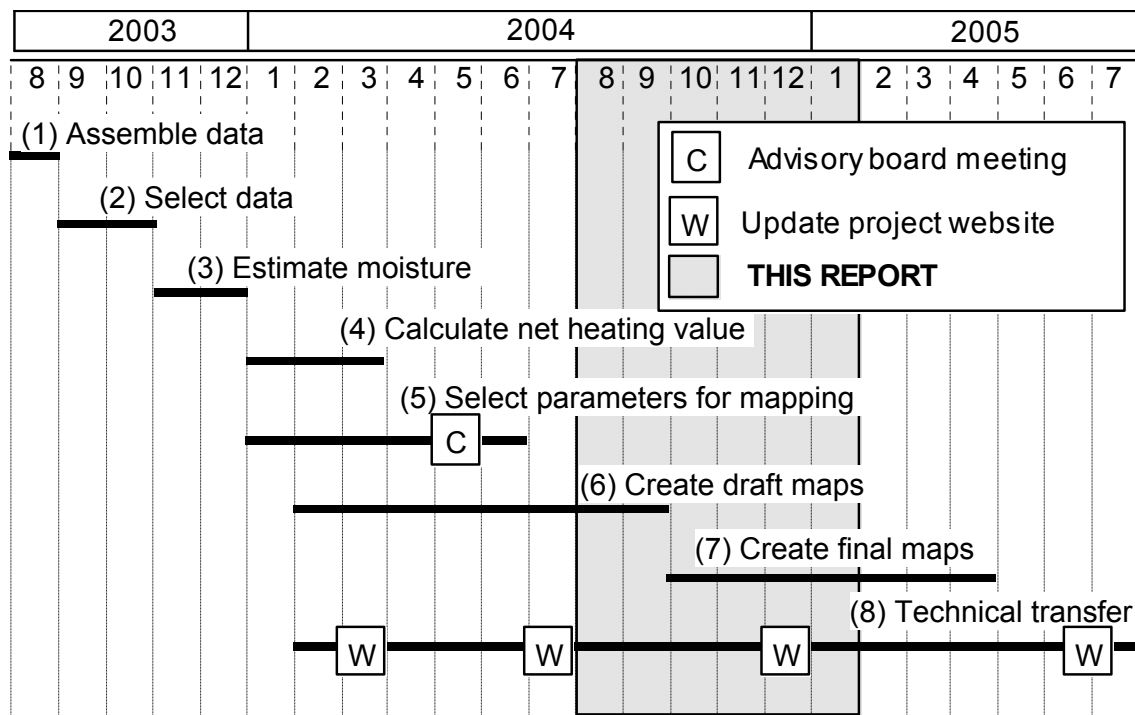 2003 2004 2005
8 9 10 11 12 1 2 3 4 5 6 7 8 9 10 11 12 1 2 3 4 5 6 7
(1) Assemble data
C Advisory board meeting
(2) Select data
W Update project website
(3) Estimate moisture
THIS REPORT
(4) Calculate net heating value
(5) Select parameters for mapping
C
(6) Create draft maps
(7) Create final maps
(8) Technical transfer
W W W W